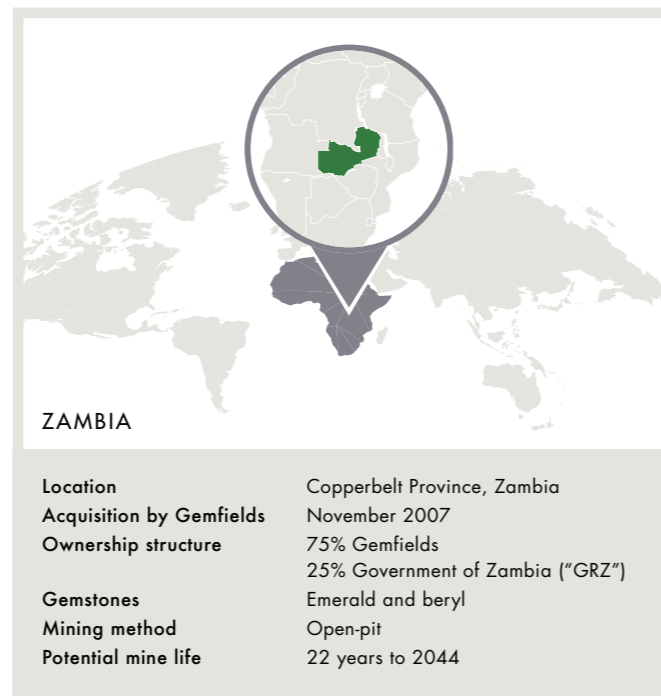 ZAMBIA
Location Copperbelt Province, Zambia
Acquisition by Gemfields November 2007
Ownership structure 75% Gemfields
25% Government of Zambia (“GRZ”)
Gemstones Emerald and beryl
Mining method Open-pit
Potential mine life 22 years to 2044